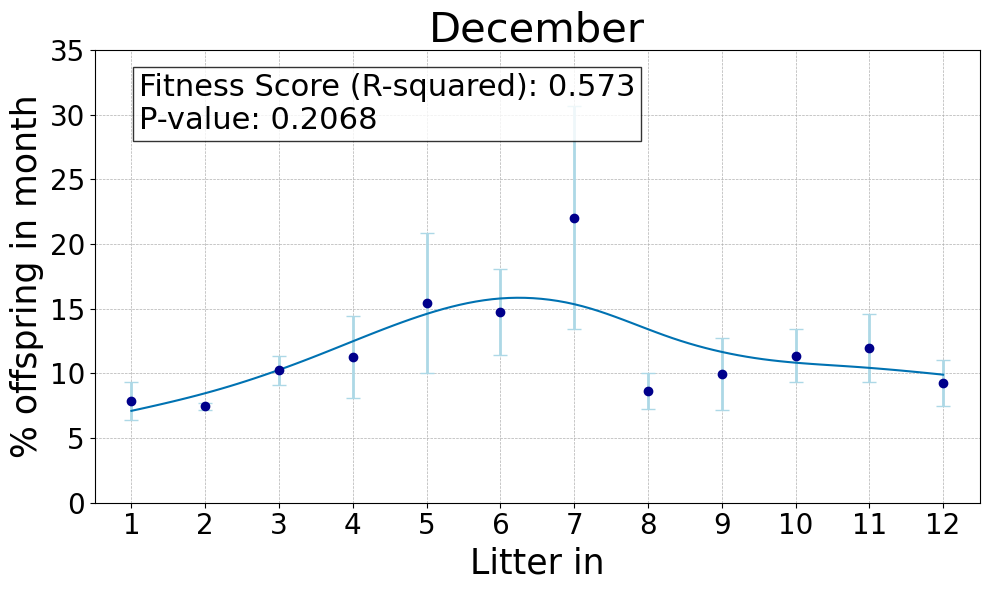 December
Fitness Score (R-squared): 0.573
P-value: 0.2068
% offspring in month
35
30
25
20
15
10
5
0
1 2 3 4 5 6 7 8 9 10 11 12
Litter in